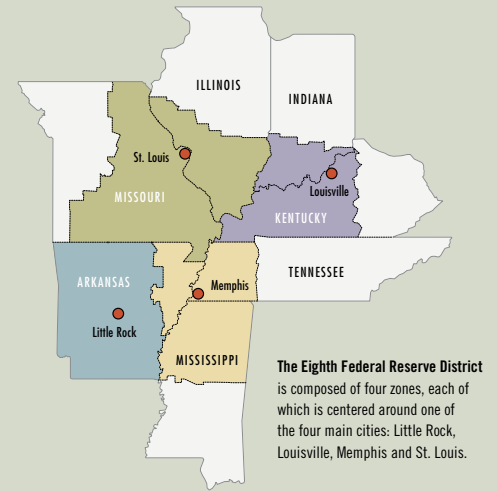 ILLINOIS
INDIANA
St. Louis
MISSOURI
Louisville
KENTUCKY
TENNESSEE
ARKANSAS
Memphis
Little Rock
MISSISSIPPI
The Eighth Federal Reserve District
is composed of four zones, each of
which is centered around one of
the four main cities: Little Rock,
Louisville, Memphis and St. Louis.